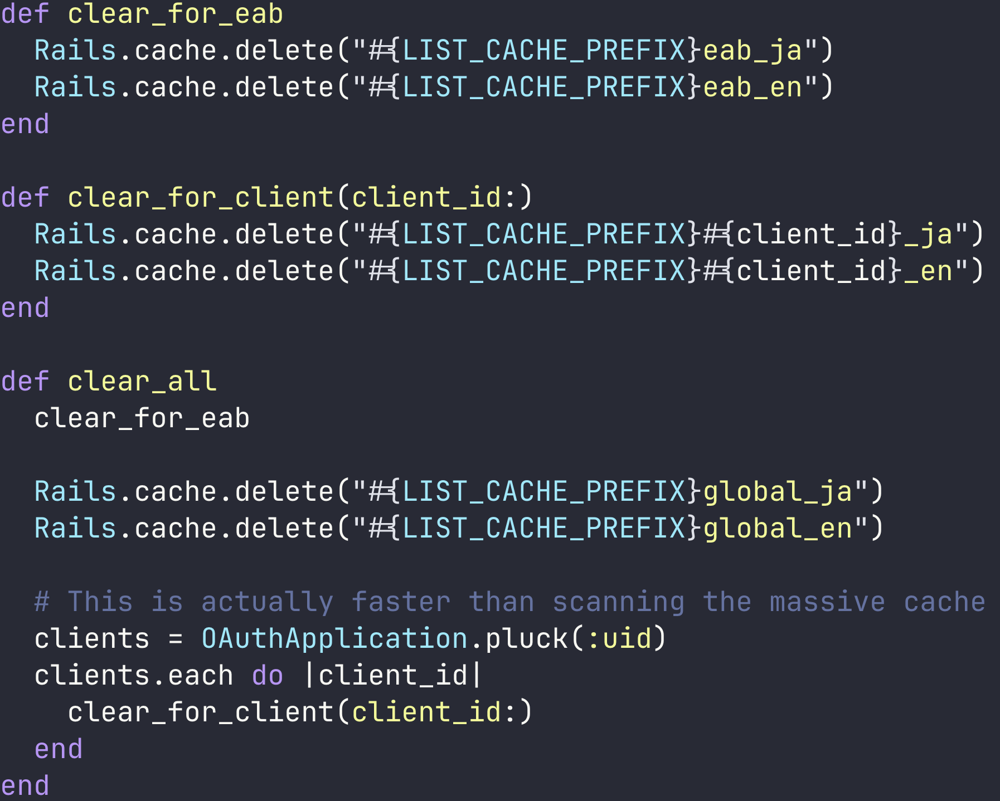 def clear_for_eab
  Rails.cache.delete("#{LIST_CACHE_PREFIX}eab_ja")
  Rails.cache.delete("#{LIST_CACHE_PREFIX}eab_en")
end

def clear_for_client(client_id:)
  Rails.cache.delete("#{LIST_CACHE_PREFIX}#{client_id}_ja")
  Rails.cache.delete("#{LIST_CACHE_PREFIX}#{client_id}_en")
end

def clear_all
  clear_for_eab

  Rails.cache.delete("#{LIST_CACHE_PREFIX}global_ja")
  Rails.cache.delete("#{LIST_CACHE_PREFIX}global_en")

  # This is actually faster than scanning the massive cache
  clients = OAuthApplication.pluck(:uid)
  clients.each do |client_id|
    clear_for_client(client_id:)
  end
end